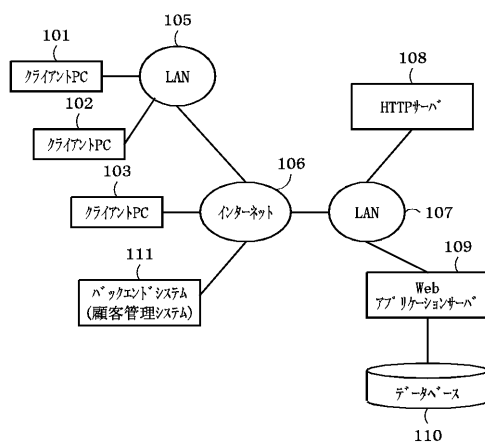 105
101
LAN
クライアントPC
102
クライアントPC
108
HTTPサーバ
103
クライアントPC
106
インターネット
LAN
107
111
バックエンドシステム
(顧客管理システム)
109
Web
アプリケーションサーバ
データベース
110